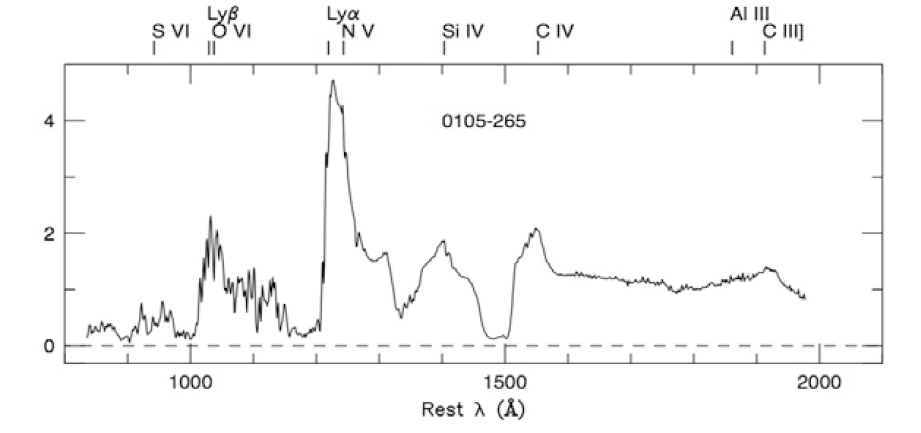 Lyβ Lyα Al III
S VI O VI N V Si IV C IV C III]
0105-265
4
2
0
1000 1500 2000
Rest λ (Å)